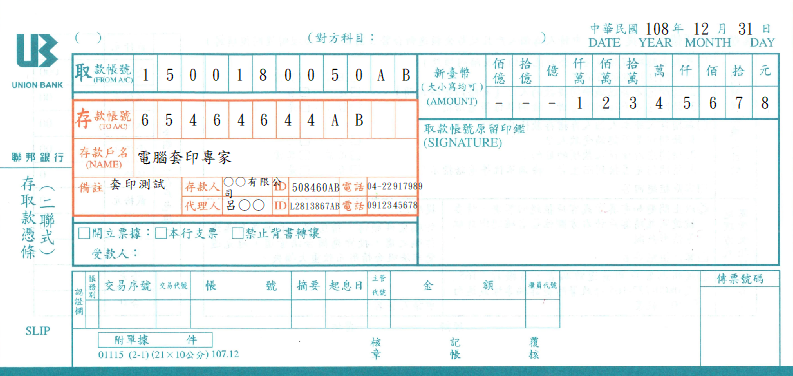 UB
UNION BANK
聯邦銀行
存取款憑條
(二聯式)
SLIP
( ) (對方科目: )
中華民國 108 年 12 月 31 日
DATE YEAR MONTH DAY
取款帳號 (FROM A/C) 1 5 0 0 1 8 0 0 5 0 A B
新臺幣 (大小寫均可) (AMOUNT)
佰億 拾億 億 仟萬 佰萬 拾萬 萬 仟 佰 拾 元
- - - 1 2 3 4 5 6 7 8
存款帳號 (TO A/C) 6 5 4 6 4 6 4 4 A B
取款帳號原留印鑑
(SIGNATURE)
存款戶名 (NAME) 電腦套印專家
備註 套印測試
存款人 ○○有限公司 ID 508460AB 電話 04-22917989
代理人 呂○○ ID L2813867AB 電話 0912345678
□開立票據:□本行支票 □禁止背書轉讓
受款人:
認證欄 帳務別 交易序號 交易代號 帳號 摘要 起息日 主管代號 金額 櫃員代號 傳票號碼
附單據 件
01115 (2-1) (21×10公分) 107.12
核章 記帳 覆核